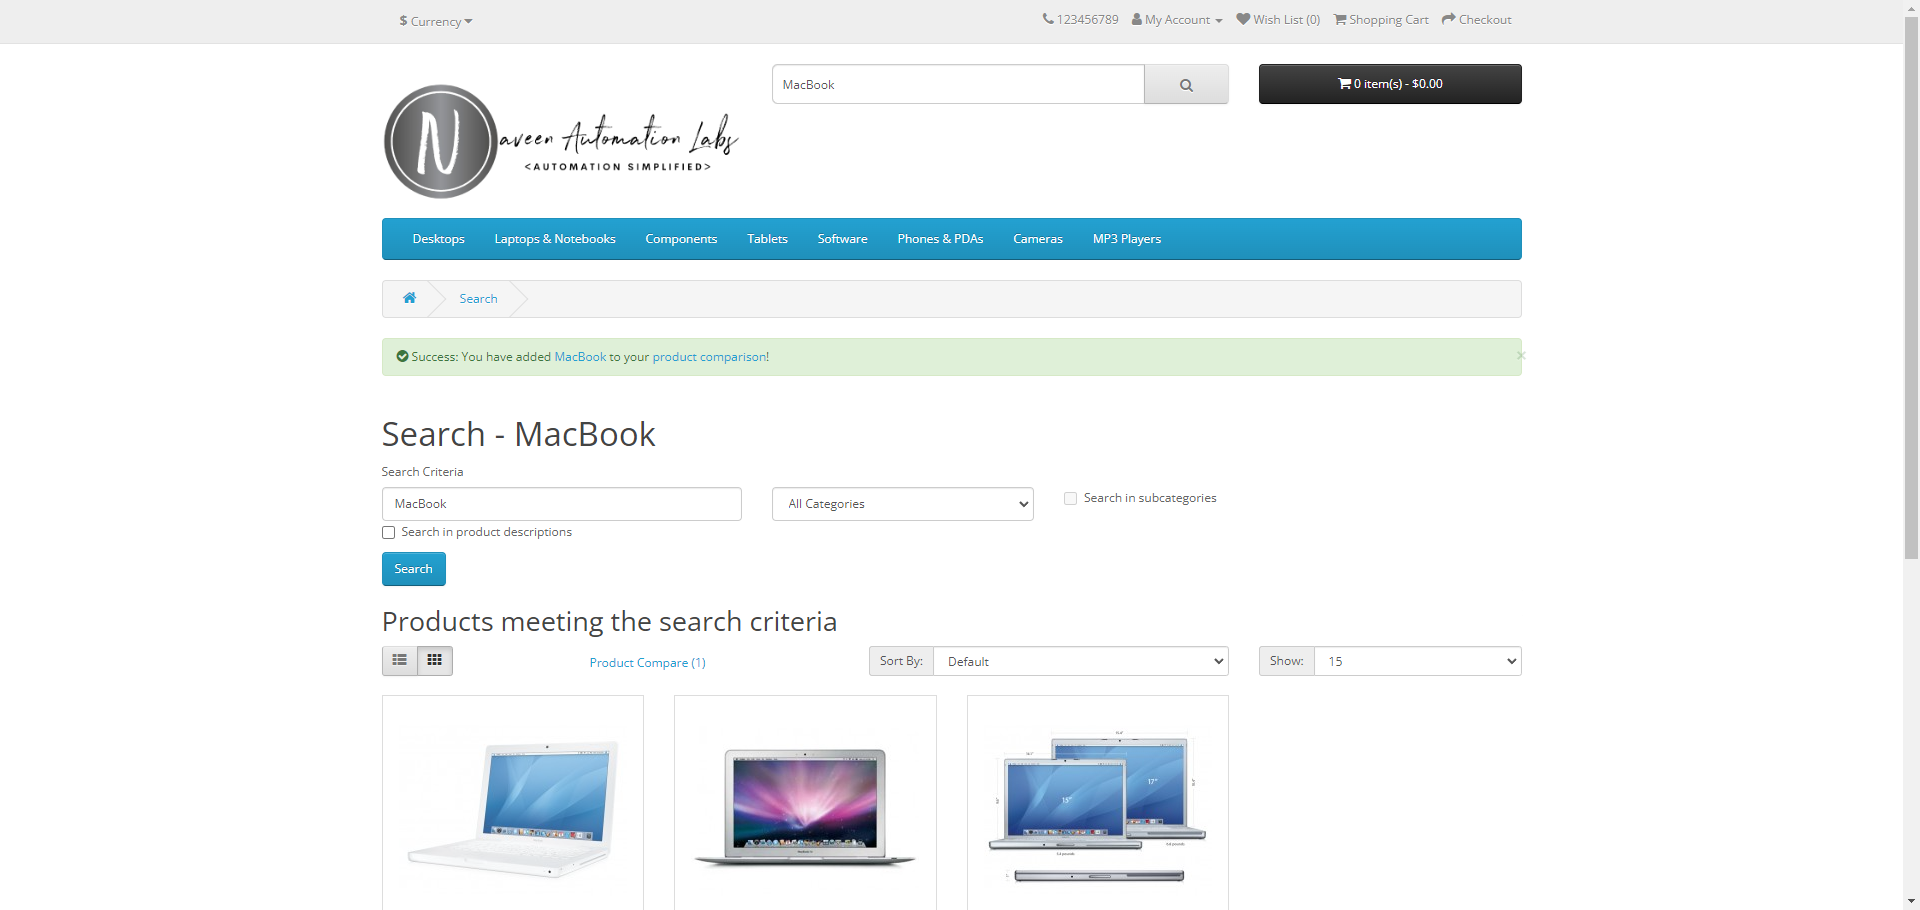 $ Currency
123456789
My Account
Wish List (0)
Shopping Cart
Checkout
MacBook
0 item(s) - $0.00
N
aveen Automation Labs
<AUTOMATION SIMPLIFIED>
Desktops
Laptops & Notebooks
Components
Tablets
Software
Phones & PDAs
Cameras
MP3 Players
Search
Success: You have added MacBook to your product comparison!
×
Search - MacBook
Search Criteria
MacBook
All Categories
Search in subcategories
Search in product descriptions
Search
Products meeting the search criteria
Product Compare (1)
Sort By:
Default
Show:
15
17"
15"